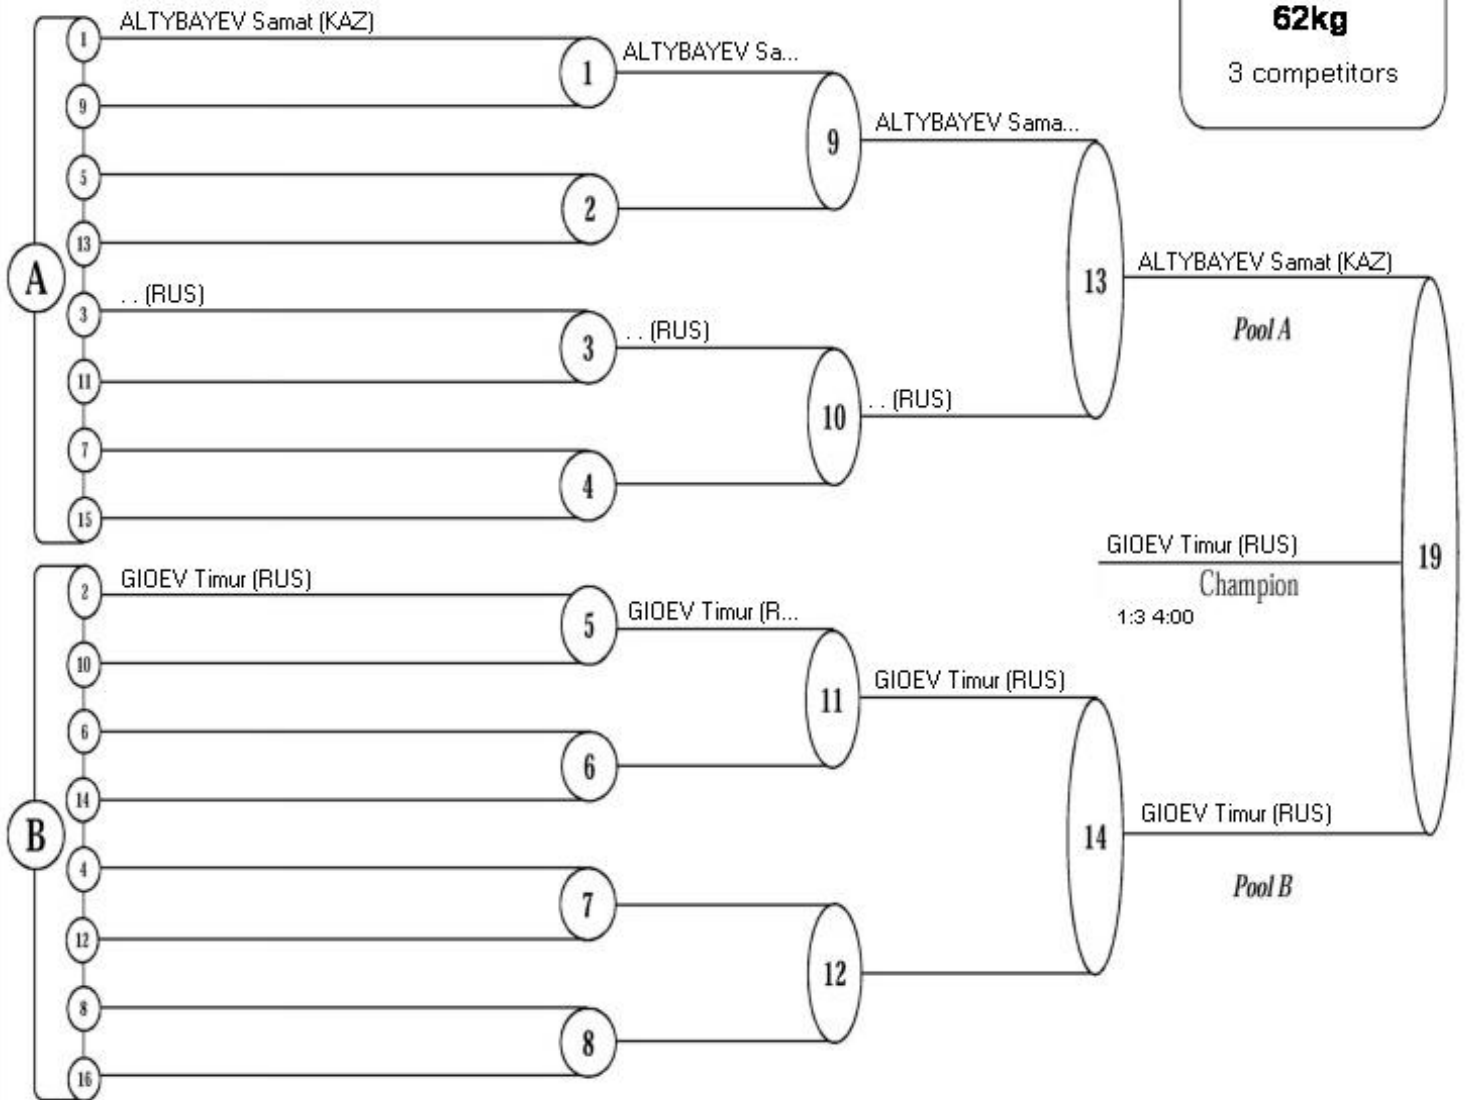 62kg
3 competitors
A
1
ALTYBAYEV Samat (KAZ)
9
5
13
3
. . (RUS)
11
7
15
1
2
3
4
ALTYBAYEV Sa...
. . (RUS)
9
10
ALTYBAYEV Sama...
. . (RUS)
13
ALTYBAYEV Samat (KAZ)
Pool A
B
2
GIOEV Timur (RUS)
10
6
14
4
12
8
16
5
6
7
8
GIOEV Timur (R...
11
12
GIOEV Timur (RUS)
14
GIOEV Timur (RUS)
Pool B
GIOEV Timur (RUS)
Champion
1:3 4:00
19